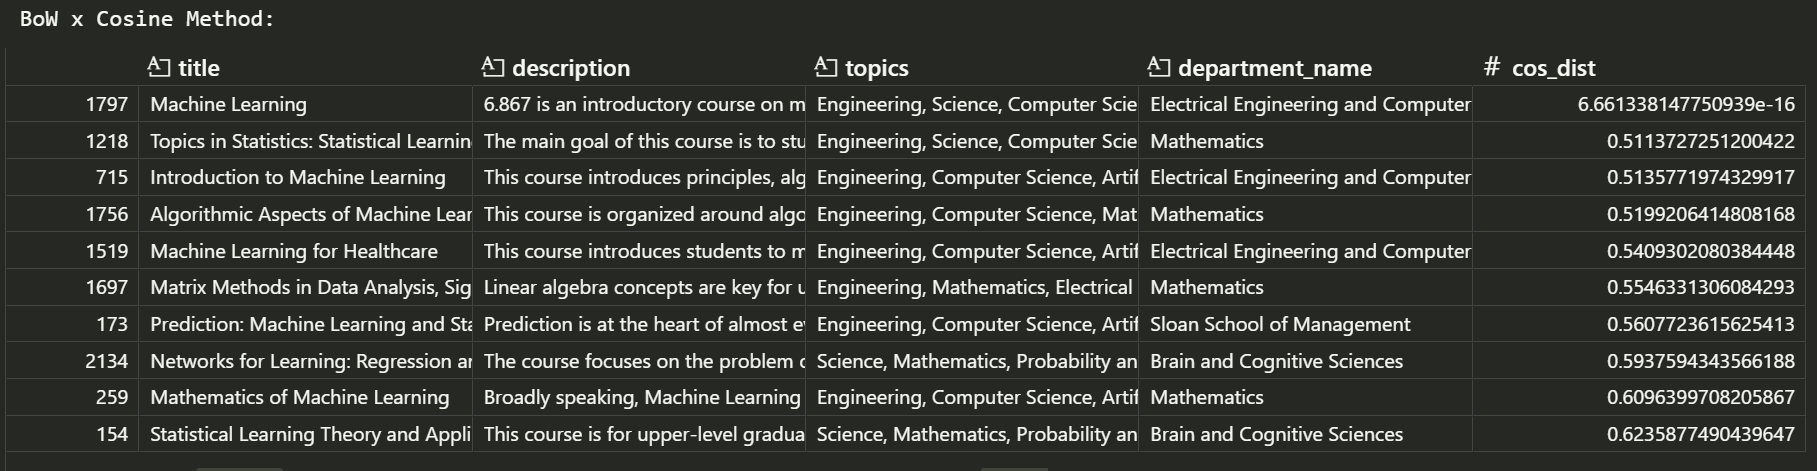 BoW x Cosine Method:
title description topics department_name # cos_dist
1797 Machine Learning 6.867 is an introductory course on m Engineering, Science, Computer Scie Electrical Engineering and Computer 6.661338147750939e-16
1218 Topics in Statistics: Statistical Learnin The main goal of this course is to stu Engineering, Science, Computer Scie Mathematics 0.5113727251200422
715 Introduction to Machine Learning This course introduces principles, alg Engineering, Computer Science, Artif Electrical Engineering and Computer 0.5135771974329917
1756 Algorithmic Aspects of Machine Lear This course is organized around algo Engineering, Computer Science, Mat Mathematics 0.5199206414808168
1519 Machine Learning for Healthcare This course introduces students to m Engineering, Computer Science, Artif Electrical Engineering and Computer 0.5409302080384448
1697 Matrix Methods in Data Analysis, Sig Linear algebra concepts are key for u Engineering, Mathematics, Electrical Mathematics 0.5546331306084293
173 Prediction: Machine Learning and Sta Prediction is at the heart of almost ev Engineering, Computer Science, Artif Sloan School of Management 0.5607723615625413
2134 Networks for Learning: Regression an The course focuses on the problem o Science, Mathematics, Probability an Brain and Cognitive Sciences 0.5937594343566188
259 Mathematics of Machine Learning Broadly speaking, Machine Learning Engineering, Computer Science, Artif Mathematics 0.6096399708205867
154 Statistical Learning Theory and Appli This course is for upper-level gradua Science, Mathematics, Probability an Brain and Cognitive Sciences 0.6235877490439647